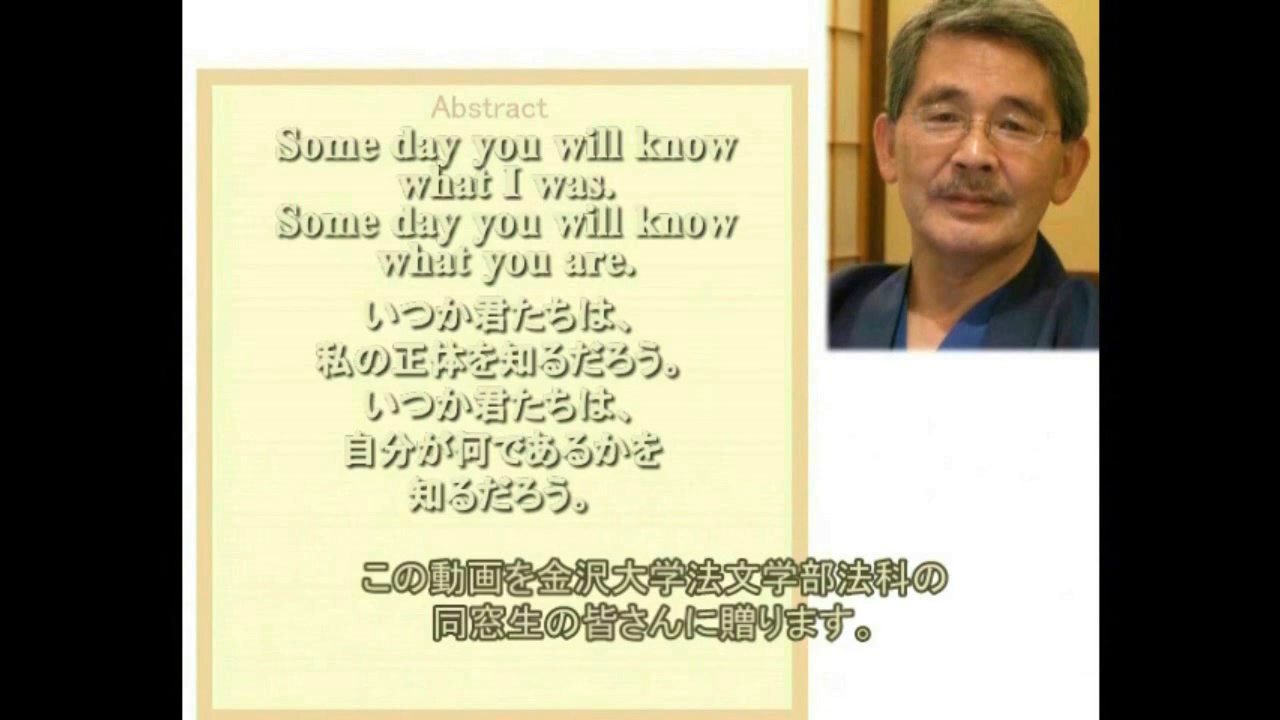 Abstract
Some day you will know
what I was.
Some day you will know
what you are.
いつか君たちは、
私の正体を知るだろう。
いつか君たちは、
自分が何であるかを
知るだろう。
この動画を金沢大学法文学部法科の
同窓生の皆さんに贈ります。